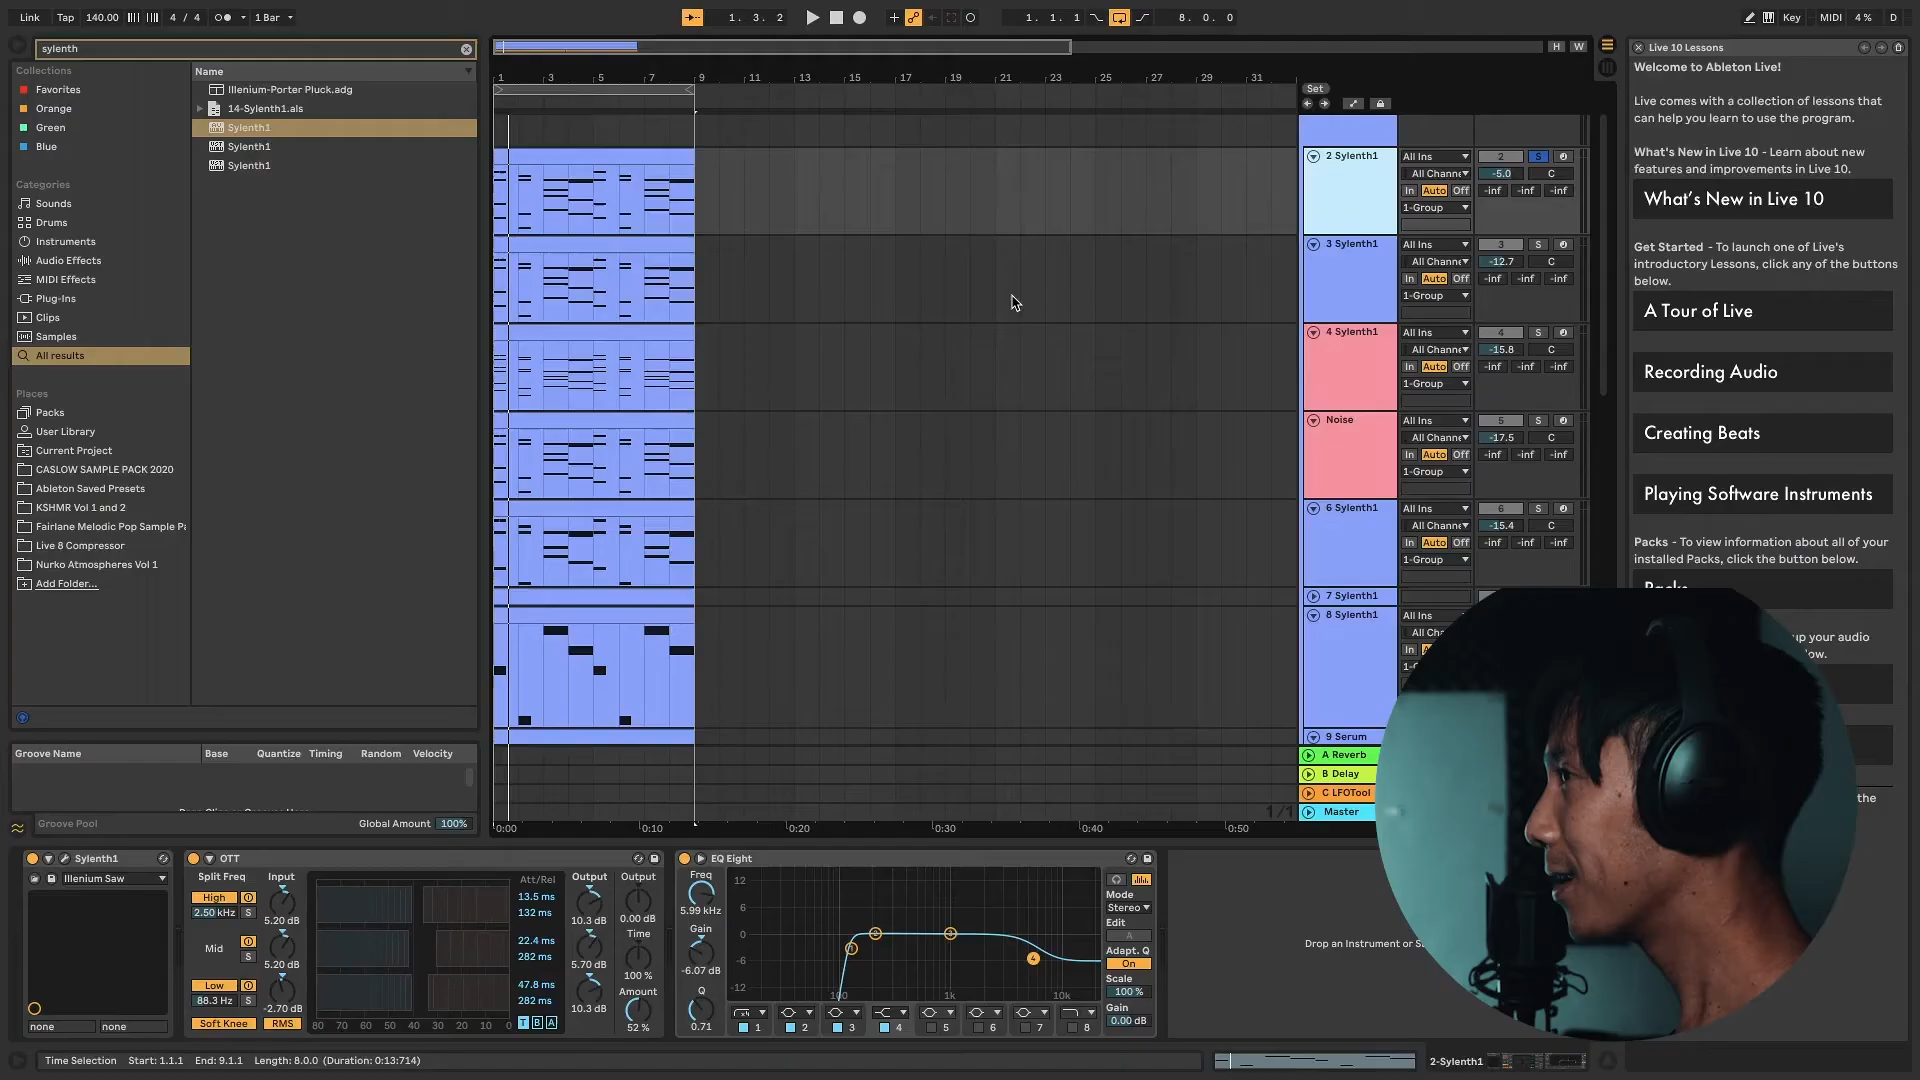 Link Tap 140.00 4 / 4 1 Bar 1. 3. 2 1. 1. 1 8. 0. 0 Key MIDI 4 % D
sylenth
Collections
Favorites
Orange
Green
Blue
Categories
Sounds
Drums
Instruments
Audio Effects
MIDI Effects
Plug-Ins
Clips
Samples
All results
Places
Packs
User Library
Current Project
CASLOW SAMPLE PACK 2020
Ableton Saved Presets
KSHMR Vol 1 and 2
Fairlane Melodic Pop Sample Pa
Live 8 Compressor
Nurko Atmospheres Vol 1
Add Folder...
Name
Illenium-Porter Pluck.adg
14-Sylenth1.als
Sylenth1
Sylenth1
Sylenth1
Groove Name Base Quantize Timing Random Velocity
Groove Pool Global Amount 100%
H W
1 3 5 7 9 11 13 15 17 19 21 23 25 27 29 31
Set
2 Sylenth1 All Ins 2 S
All Channe -5.0 C
In Auto Off -inf -inf -inf
1-Group
3 Sylenth1 All Ins 3 S
All Channe -12.7 C
In Auto Off -inf -inf -inf
1-Group
4 Sylenth1 All Ins 4 S
All Channe -15.8 C
In Auto Off -inf -inf -inf
1-Group
Noise All Ins 5 S
All Channe -17.5 C
In Auto Off -inf -inf -inf
1-Group
6 Sylenth1 All Ins 6 S
All Channe -15.4 C
In Auto Off -inf -inf -inf
1-Group
7 Sylenth1
8 Sylenth1 All Ins
All Ch
In
9 Serum
A Reverb
B Delay
C LFOTool
1/1 Master
0:00 0:10 0:20 0:30 0:40 0:50
Live 10 Lessons
Welcome to Ableton Live!
Live comes with a collection of lessons that
can help you learn to use the program.
What's New in Live 10 - Learn about new
features and improvements in Live 10.
What's New in Live 10
Get Started - To launch one of Live's
introductory Lessons, click any of the buttons
below.
A Tour of Live
Recording Audio
Creating Beats
Playing Software Instruments
Packs - To view information about all of your
installed Packs, click the button below.
Packs
up your audio
the
Sylenth1
Illenium Saw
none none
OTT
Split Freq Input Att/Rel Output Output
High 13.5 ms
2.50 kHz S 5.20 dB 132 ms 10.3 dB 0.00 dB
Mid 22.4 ms Time
S 5.20 dB 282 ms 5.70 dB 100 %
Low 47.8 ms Amount
88.3 Hz S -2.70 dB 282 ms 10.3 dB
Soft Knee RMS 80 70 60 50 40 30 20 10 0 T B A 52 %
EQ Eight
Freq
5.99 kHz
Gain
-6.07 dB
Q
0.71
12
6
0
-6
-12
100 1k 10k
1 2 3 4
1 2 3 4 5 6 7 8
Mode
Stereo
Edit
A
Adapt. Q
On
Scale
100 %
Gain
0.00 dB
Drop an Instrument or S
Time Selection Start: 1.1.1 End: 9.1.1 Length: 8.0.0 (Duration: 0:13:714)
2-Sylenth1